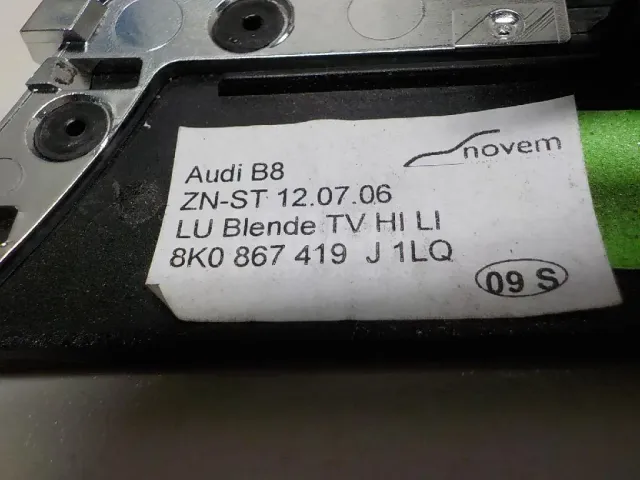 novem
Audi B8
ZN-ST 12.07.06
LU Blende TV HI LI
8K0 867 419 J 1LQ
09 S